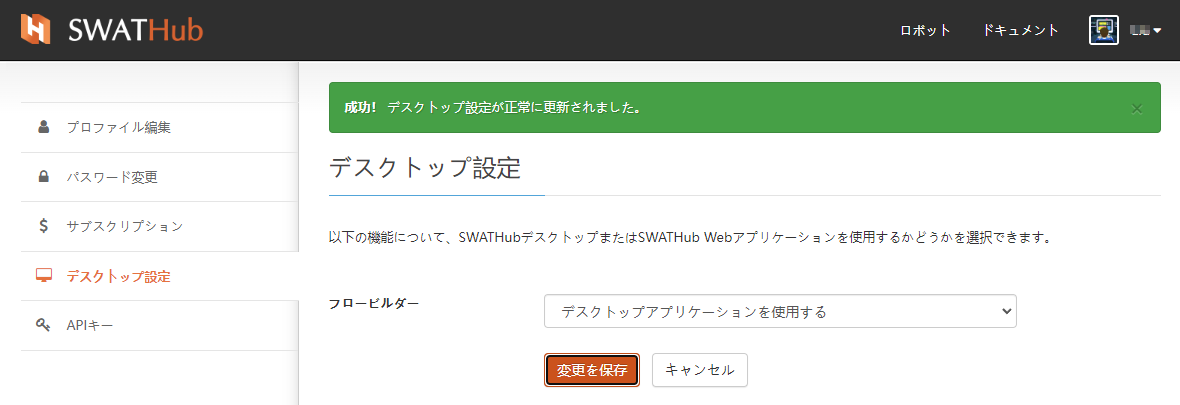 SWATHub
ロボット
ドキュメント
成功！ デスクトップ設定が正常に更新されました。
×
プロファイル編集
パスワード変更
サブスクリプション
デスクトップ設定
APIキー
デスクトップ設定
以下の機能について、SWATHubデスクトップまたはSWATHub Webアプリケーションを使用するかどうかを選択できます。
フロービルダー
デスクトップアプリケーションを使用する
変更を保存
キャンセル